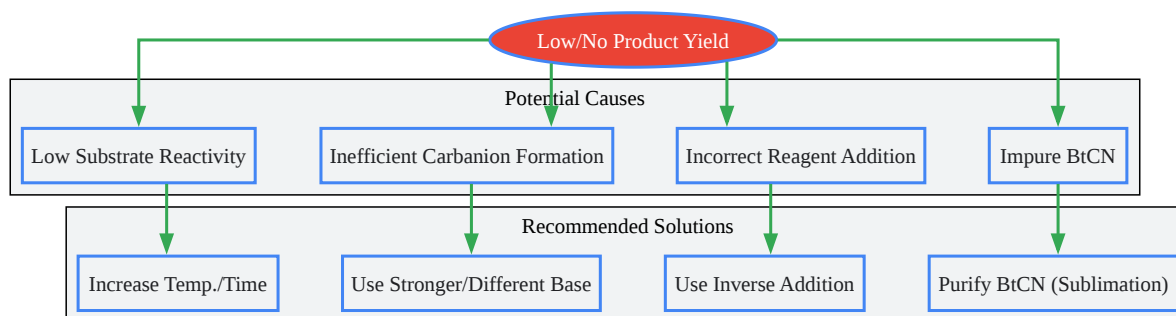 Low/No Product Yield
Potential Causes
Low Substrate Reactivity
Inefficient Carbanion Formation
Incorrect Reagent Addition
Impure BtCN
Recommended Solutions
Increase Temp./Time
Use Stronger/Different Base
Use Inverse Addition
Purify BtCN (Sublimation)